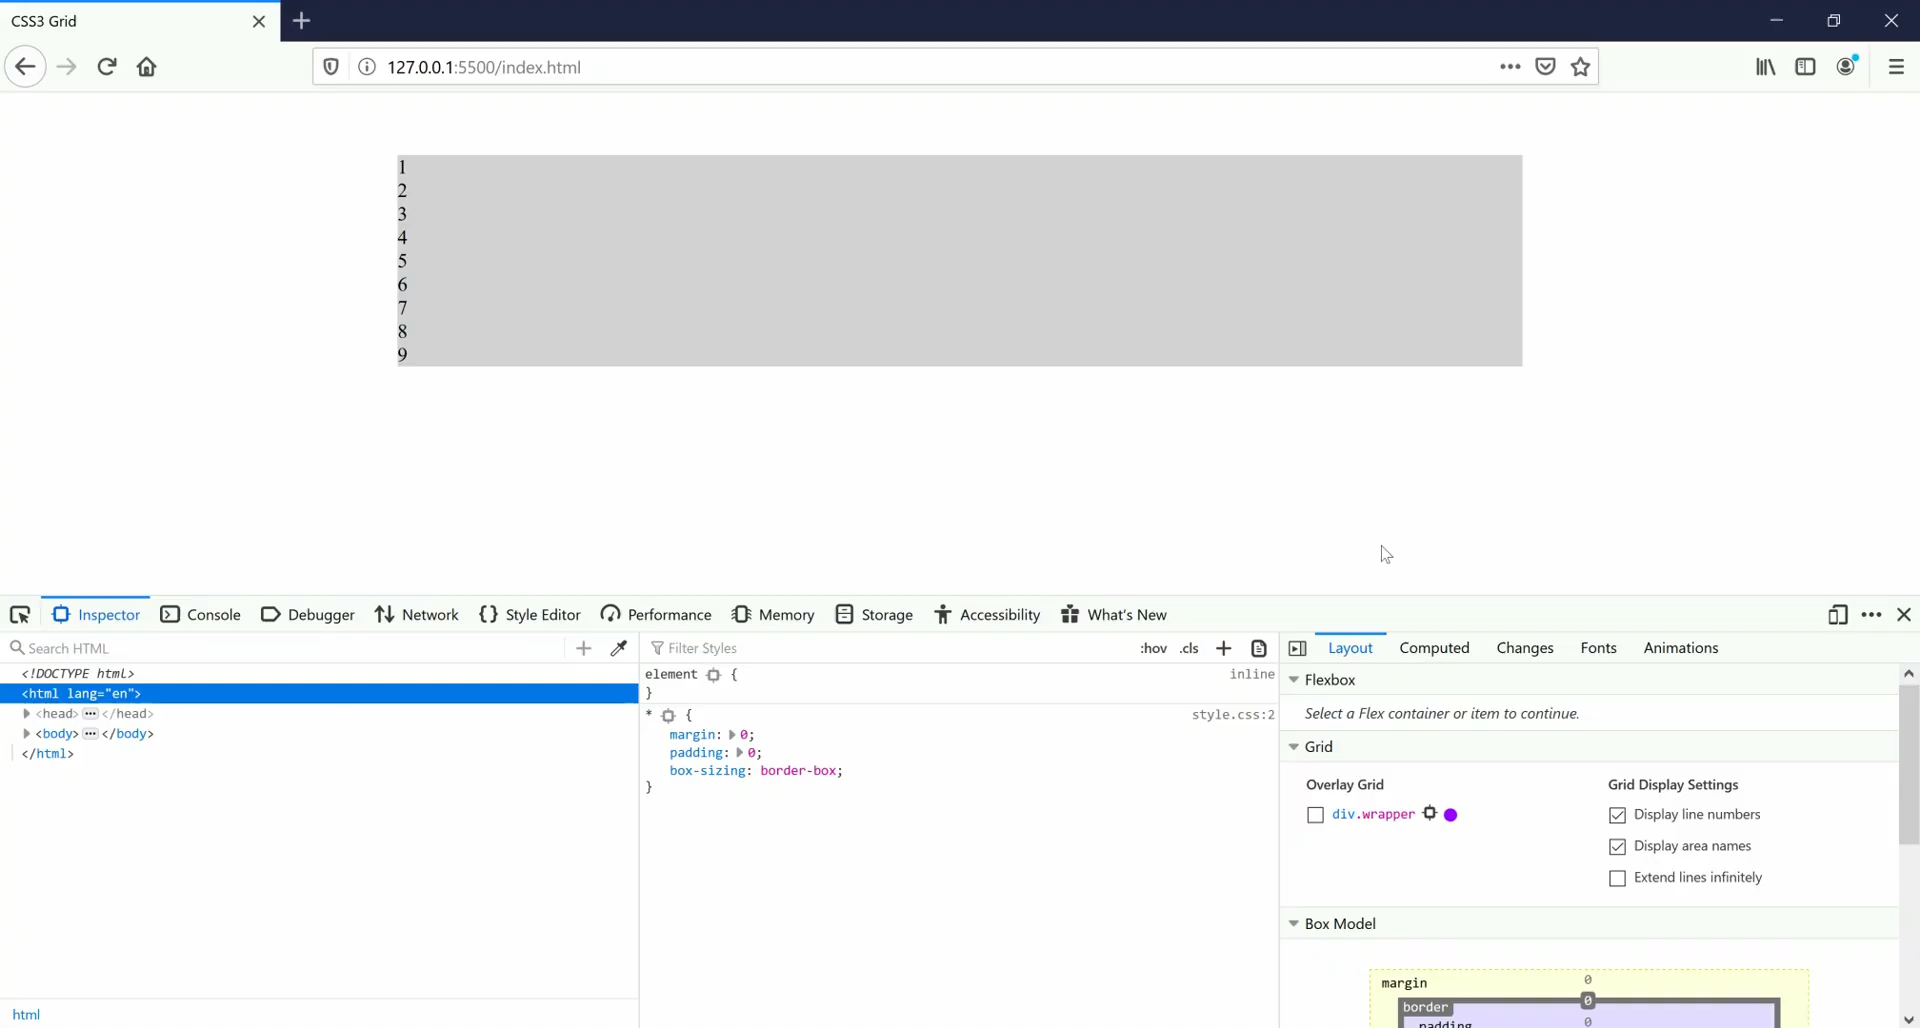 CSS3 Grid
127.0.0.1:5500/index.html
1
2
3
4
5
6
7
8
9
Inspector Console Debugger Network {} Style Editor Performance Memory Storage Accessibility What's New
Search HTML
<!DOCTYPE html>
<html lang="en">
<head> ••• </head>
<body> ••• </body>
</html>
html
Filter Styles :hov .cls +
element { inline
}
* { style.css:2
margin: 0;
padding: 0;
box-sizing: border-box;
}
Layout Computed Changes Fonts Animations
Flexbox
Select a Flex container or item to continue.
Grid
Overlay Grid Grid Display Settings
div.wrapper Display line numbers
Display area names
Extend lines infinitely
Box Model
margin 0
border 0
padding 0